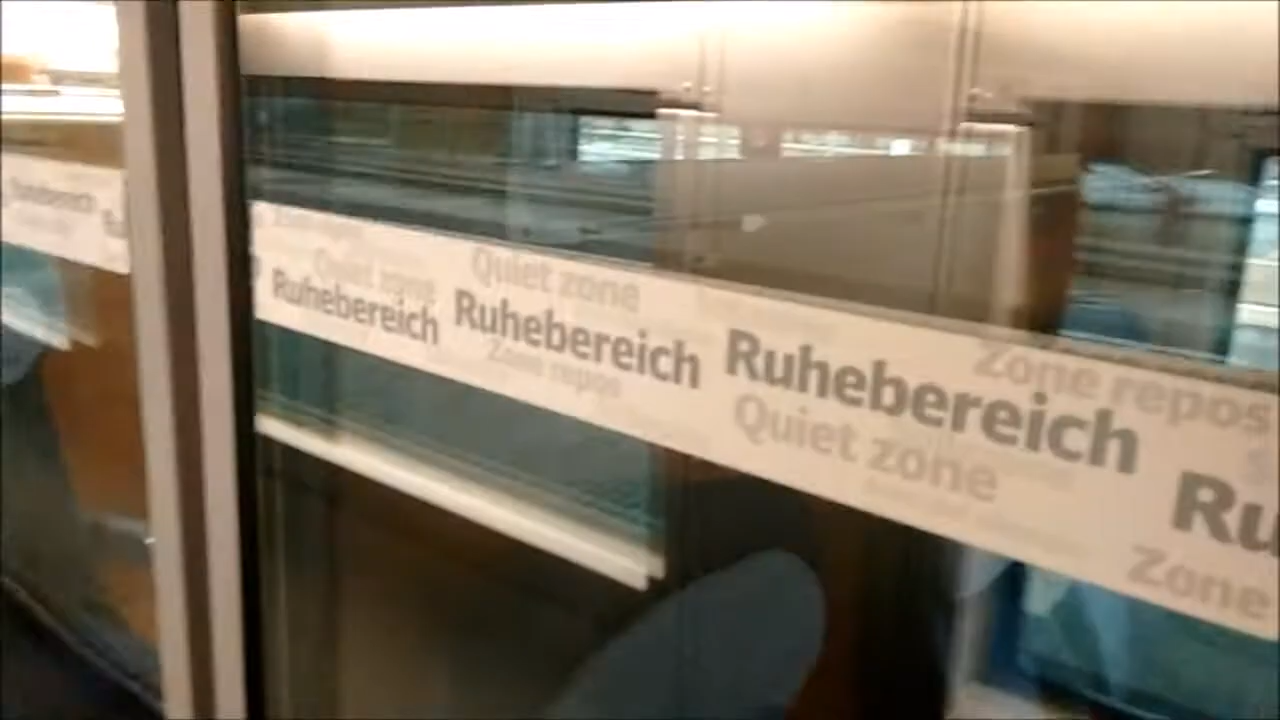 Quiet zone Quiet zone
Ruhebereich Ruhebereich Ruhebereich Zone repos
Zone repos Quiet zone Ru
Zone
Ruhebereich